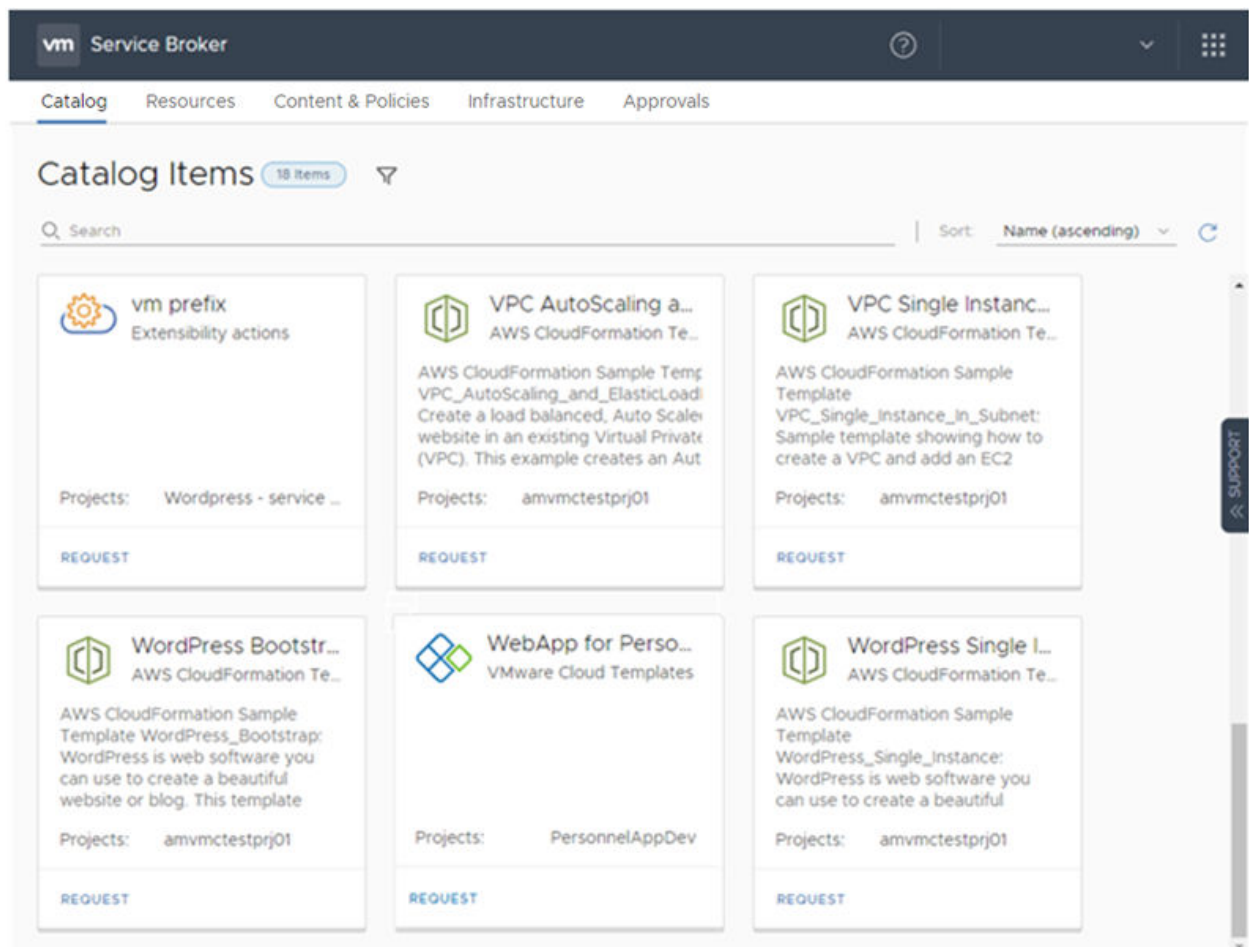 vm Service Broker
Catalog Resources Content & Policies Infrastructure Approvals
Catalog Items 18 Items
Search
Sort: Name (ascending)
vm prefix
Extensibility actions
Projects: Wordpress - service ...
REQUEST
VPC AutoScaling a...
AWS CloudFormation Te...
AWS CloudFormation Sample Temp
VPC_AutoScaling_and_ElasticLoad
Create a load balanced, Auto Scale
website in an existing Virtual Private
(VPC). This example creates an Aut
Projects: amvmctestprj01
REQUEST
VPC Single Instanc...
AWS CloudFormation Te...
AWS CloudFormation Sample
Template
VPC_Single_Instance_In_Subnet:
Sample template showing how to
create a VPC and add an EC2
Projects: amvmctestprj01
REQUEST
SUPPORT
WordPress Bootstr...
AWS CloudFormation Te...
AWS CloudFormation Sample
Template WordPress_Bootstrap:
WordPress is web software you
can use to create a beautiful
website or blog. This template
Projects: amvmctestprj01
REQUEST
WebApp for Perso...
VMware Cloud Templates
Projects: PersonnelAppDev
REQUEST
WordPress Single I...
AWS CloudFormation Te...
AWS CloudFormation Sample
Template
WordPress_Single_Instance:
WordPress is web software you
can use to create a beautiful
Projects: amvmctestprj01
REQUEST